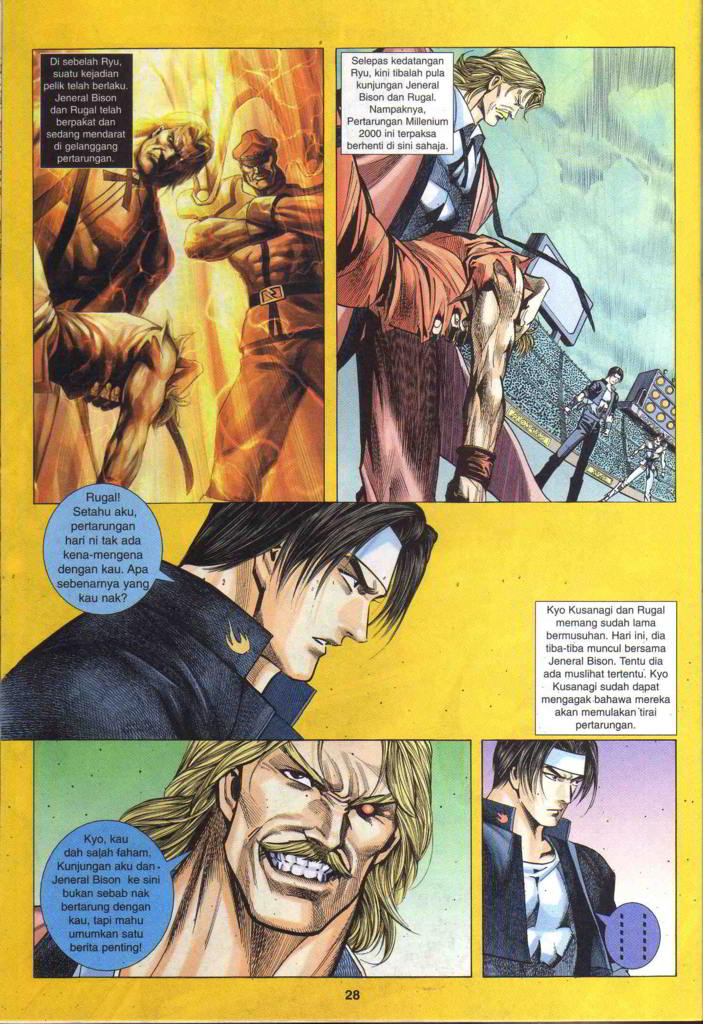 Di sebelah Ryu,
suatu kejadian
pelik telah berlaku.
Jeneral Bison
dan Rugal telah
berpakat dan
sedang mendarat
di gelanggang
pertarungan.
Selepas kedatangan
Ryu, kini tibalah pula
kunjungan Jeneral
Bison dan Rugal.
Nampaknya,
Pertarungan Millenium
2000 ini terpaksa
berhenti di sini sahaja.
Rugal!
Setahu aku,
pertarungan
hari ni tak ada
kena-mengena
dengan kau. Apa
sebenarnya yang
kau nak?
Kyo Kusanagi dan Rugal
memang sudah lama
bermusuhan. Hari ini, dia
tiba-tiba muncul bersama
Jeneral Bison. Tentu dia
ada muslihat tertentu. Kyo
Kusanagi sudah dapat
mengagak bahawa mereka
akan memulakan tirai
pertarungan.
Kyo, kau
dah salah faham.
Kunjungan aku dan
Jeneral Bison ke sini
bukan sebab nak
bertarung dengan
kau, tapi mahu
umumkan satu
berita penting!
28